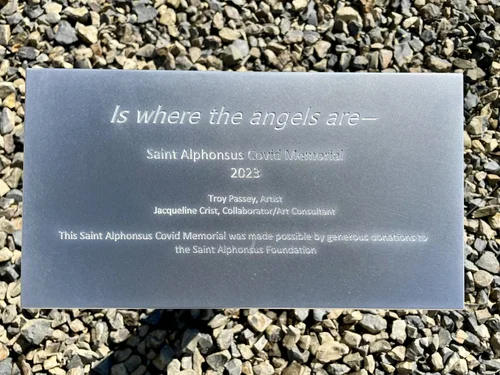 Is where the angels are—
Saint Alphonsus Covid Memorial
2023
Troy Passey, Artist
Jacqueline Crist, Collaborator/Art Consultant
This Saint Alphonsus Covid Memorial was made possible by generous donations to
the Saint Alphonsus Foundation